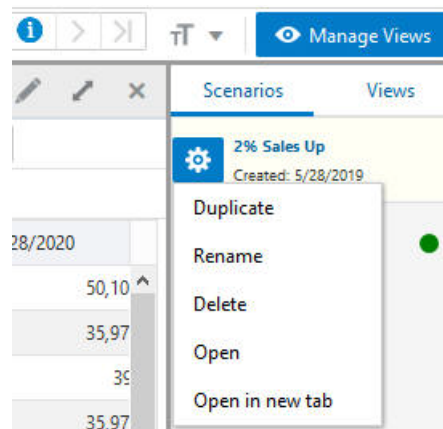 Manage Views
Scenarios
Views
2% Sales Up
Created: 5/28/2019
Duplicate
Rename
Delete
Open
Open in new tab
28/2020
50,10
35,97
39
35,97